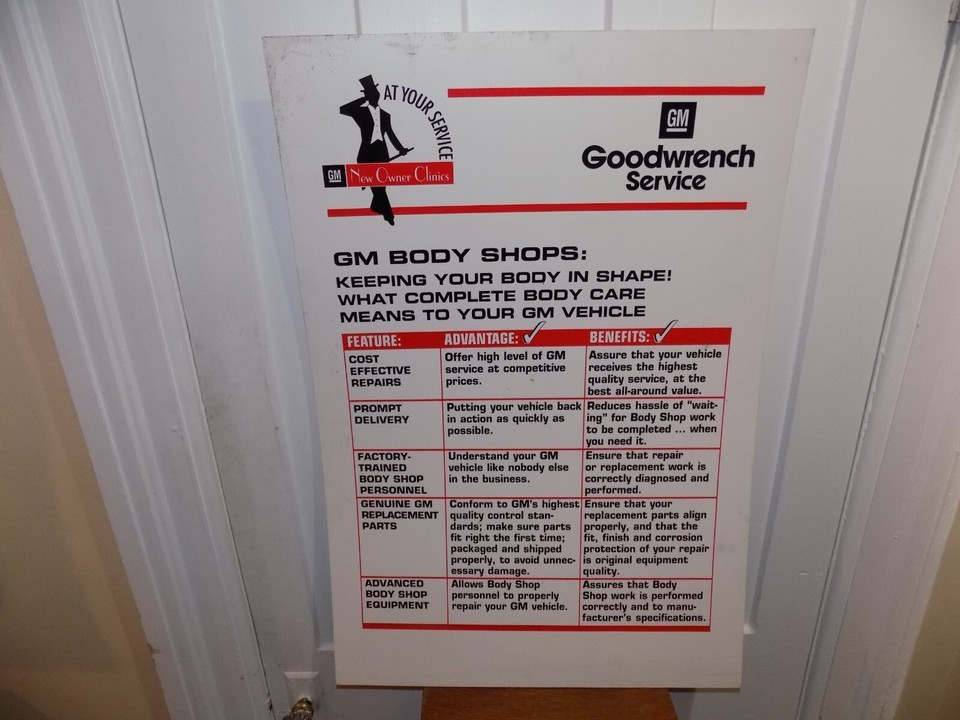 AT YOUR SERVICE
GM New Owner Clinics
GM
Goodwrench
Service
GM BODY SHOPS:
KEEPING YOUR BODY IN SHAPE!
WHAT COMPLETE BODY CARE
MEANS TO YOUR GM VEHICLE
FEATURE: ADVANTAGE: BENEFITS:
COST
EFFECTIVE
REPAIRS
Offer high level of GM
service at competitive
prices.
Assure that your vehicle
receives the highest
quality service, at the
best all-around value.
PROMPT
DELIVERY
Putting your vehicle back
in action as quickly as
possible.
Reduces hassle of "wait-
ing" for Body Shop work
to be completed ... when
you need it.
FACTORY-
TRAINED
BODY SHOP
PERSONNEL
Understand your GM
vehicle like nobody else
in the business.
Ensure that repair
or replacement work is
correctly diagnosed and
performed.
GENUINE GM
REPLACEMENT
PARTS
Conform to GM's highest
quality control stan-
dards; make sure parts
fit right the first time;
packaged and shipped
properly, to avoid unnec-
essary damage.
Ensure that your
replacement parts align
properly, and that the
fit, finish and corrosion
protection of your repair
is original equipment
quality.
ADVANCED
BODY SHOP
EQUIPMENT
Allows Body Shop
personnel to properly
repair your GM vehicle.
Assures that Body
Shop work is performed
correctly and to manu-
facturer's specifications.